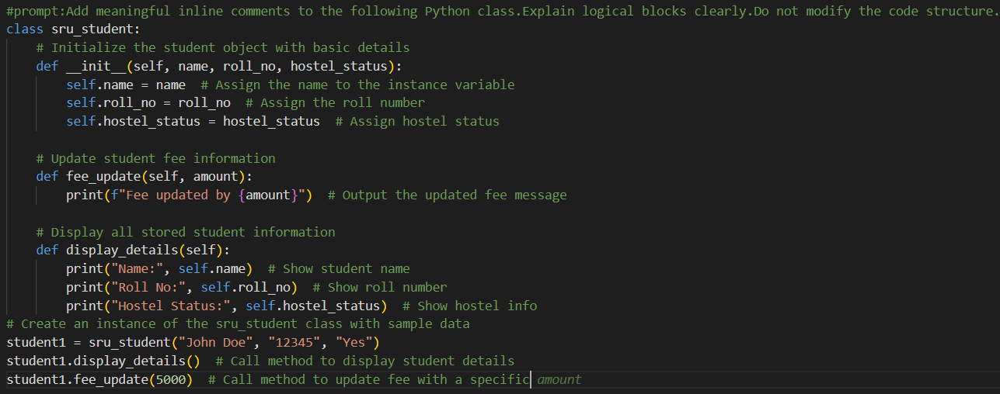 #prompt:Add meaningful inline comments to the following Python class.Explain logical blocks clearly.Do not modify the code structure.
class sru_student:
    # Initialize the student object with basic details
    def __init__(self, name, roll_no, hostel_status):
        self.name = name  # Assign the name to the instance variable
        self.roll_no = roll_no  # Assign the roll number
        self.hostel_status = hostel_status  # Assign hostel status

    # Update student fee information
    def fee_update(self, amount):
        print(f"Fee updated by {amount}")  # Output the updated fee message

    # Display all stored student information
    def display_details(self):
        print("Name:", self.name)  # Show student name
        print("Roll No:", self.roll_no)  # Show roll number
        print("Hostel Status:", self.hostel_status)  # Show hostel info
# Create an instance of the sru_student class with sample data
student1 = sru_student("John Doe", "12345", "Yes")
student1.display_details()  # Call method to display student details
student1.fee_update(5000)  # Call method to update fee with a specific amount